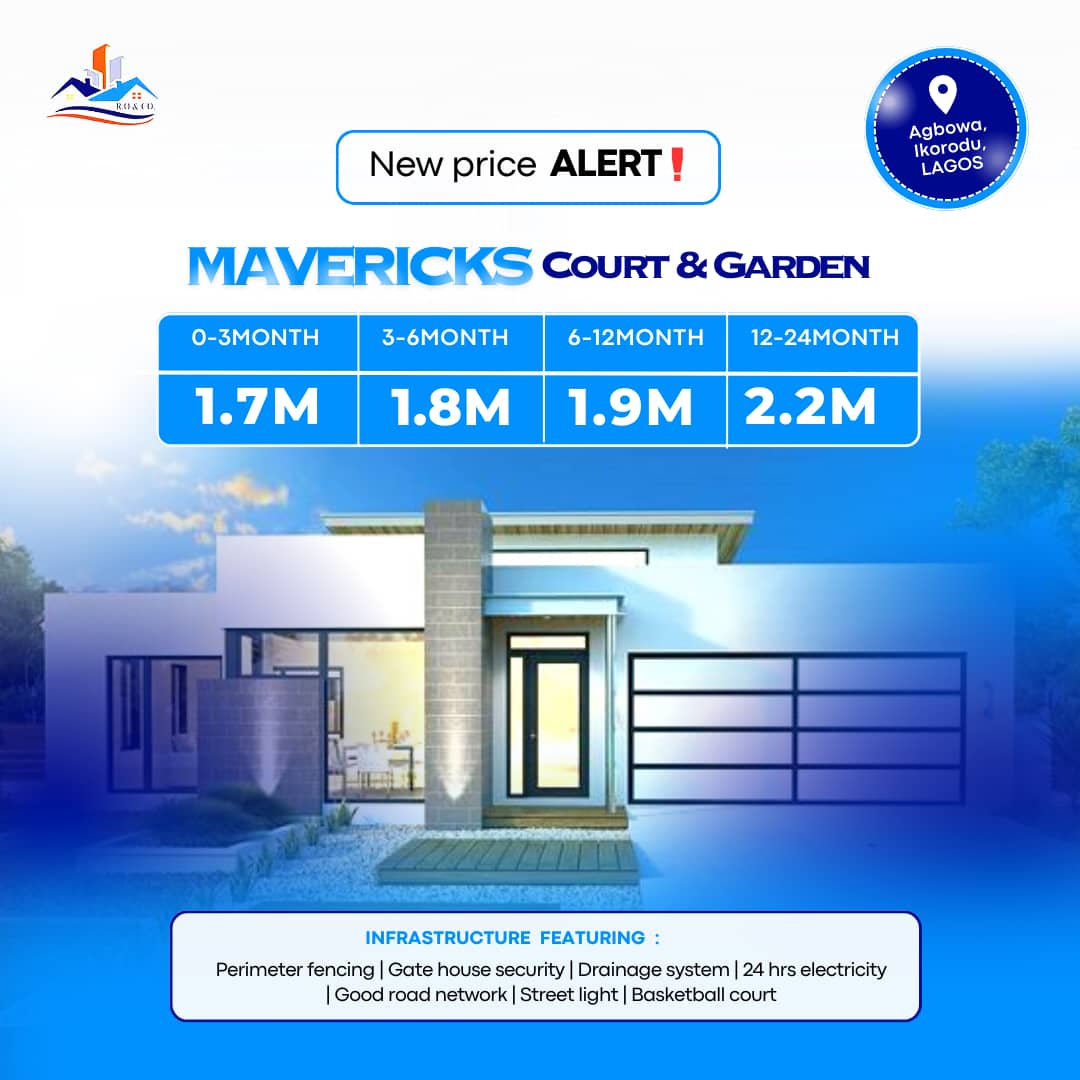 R.O & CO.
Agbowa,
Ikorodu,
LAGOS
New price ALERT❗
MAVERICKS COURT & GARDEN
0-3MONTH 3-6MONTH 6-12MONTH 12-24MONTH
1.7M 1.8M 1.9M 2.2M
INFRASTRUCTURE FEATURING :
Perimeter fencing | Gate house security | Drainage system | 24 hrs electricity
| Good road network | Street light | Basketball court